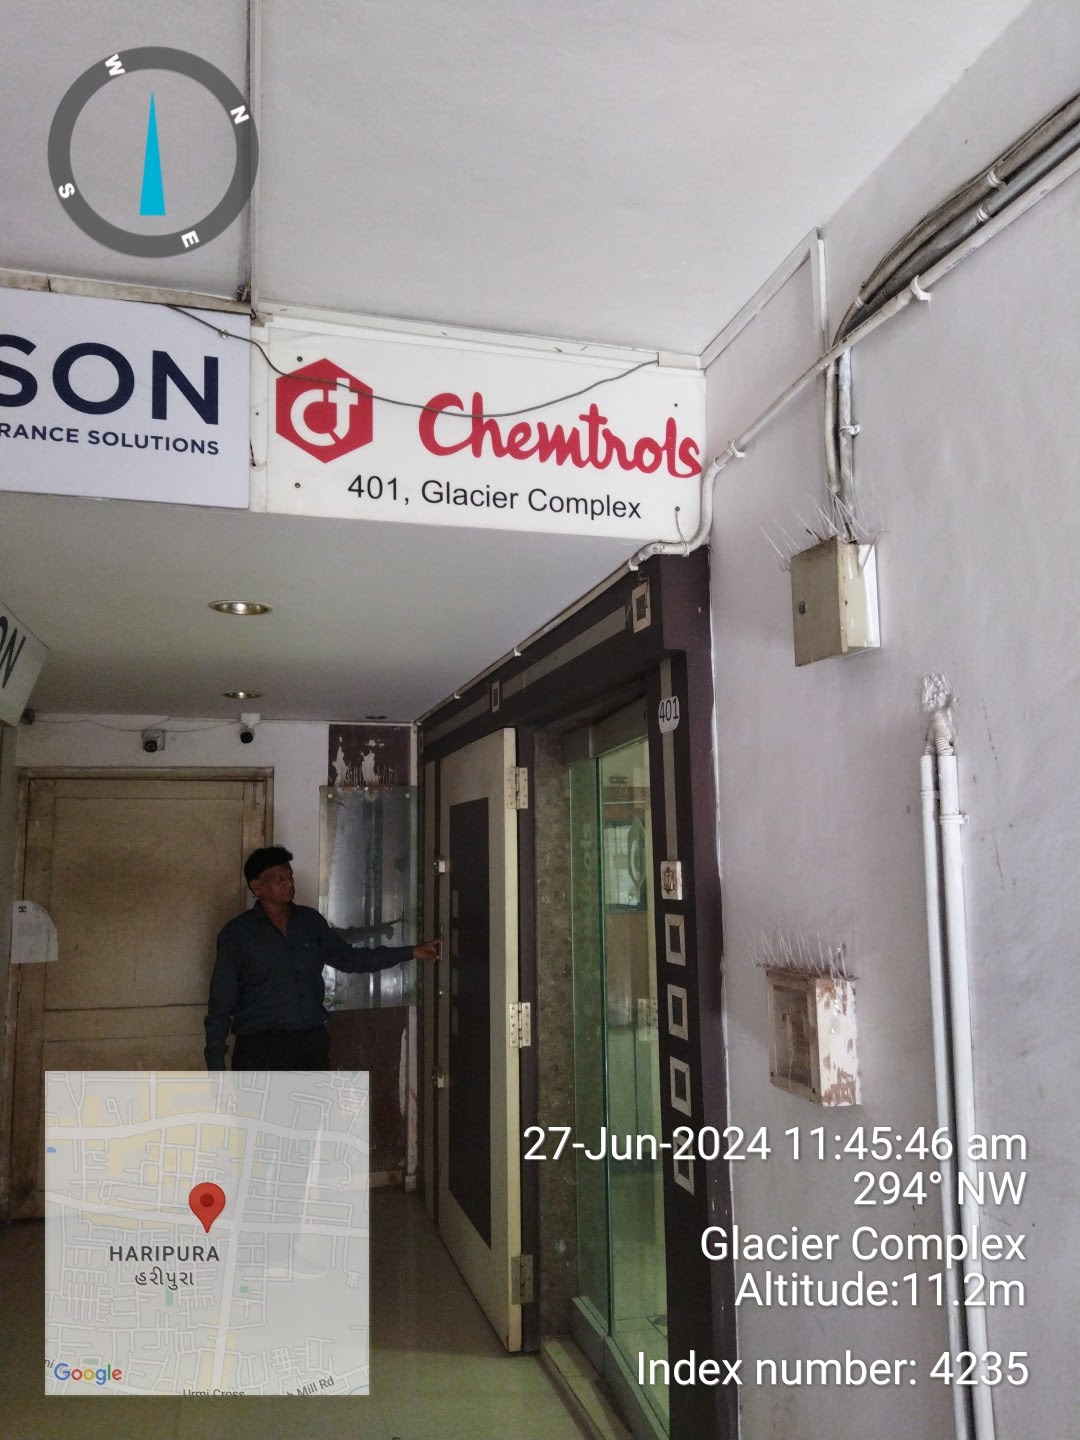 W
N
S
E
SON
RANCE SOLUTIONS
ct Chemtrols
401, Glacier Complex
ON
401
HARIPURA
હરીપુરા
Google
Urmi Cross
Mill Rd
27-Jun-2024 11:45:46 am
294° NW
Glacier Complex
Altitude:11.2m
Index number: 4235